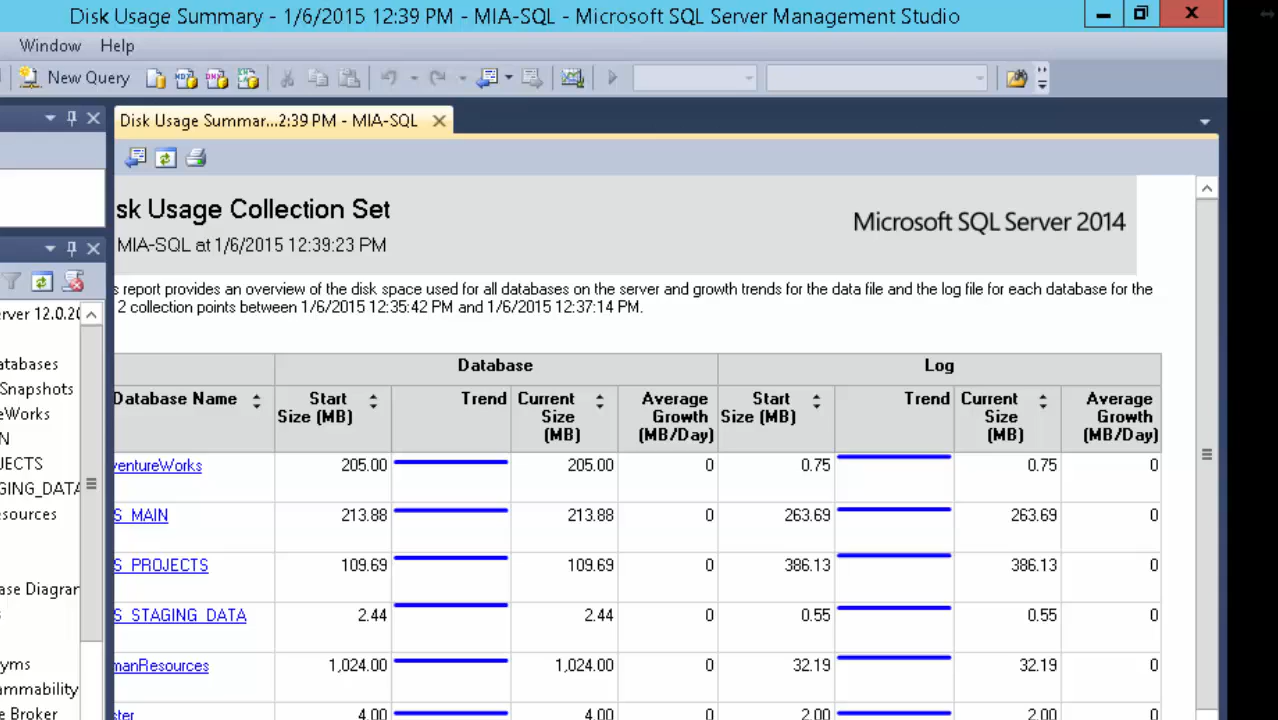 Disk Usage Summary - 1/6/2015 12:39 PM - MIA-SQL - Microsoft SQL Server Management Studio
Window Help
New Query
Disk Usage Summar...2:39 PM - MIA-SQL
sk Usage Collection Set
MIA-SQL at 1/6/2015 12:39:23 PM
Microsoft SQL Server 2014
s report provides an overview of the disk space used for all databases on the server and growth trends for the data file and the log file for each database for the
2 collection points between 1/6/2015 12:35:42 PM and 1/6/2015 12:37:14 PM.
erver 12.0.20
atabases
Snapshots
eWorks
N
JECTS
GING_DATA
esources
ase Diagram
s
yms
ammability
e Broker
Database Log
Database Name Start Size (MB) Trend Current Size (MB) Average Growth (MB/Day) Start Size (MB) Trend Current Size (MB) Average Growth (MB/Day)
ventureWorks 205.00 205.00 0 0.75 0.75 0
S_MAIN 213.88 213.88 0 263.69 263.69 0
S_PROJECTS 109.69 109.69 0 386.13 386.13 0
S_STAGING_DATA 2.44 2.44 0 0.55 0.55 0
manResources 1,024.00 1,024.00 0 32.19 32.19 0
ster 4.00 4.00 0 2.00 2.00 0